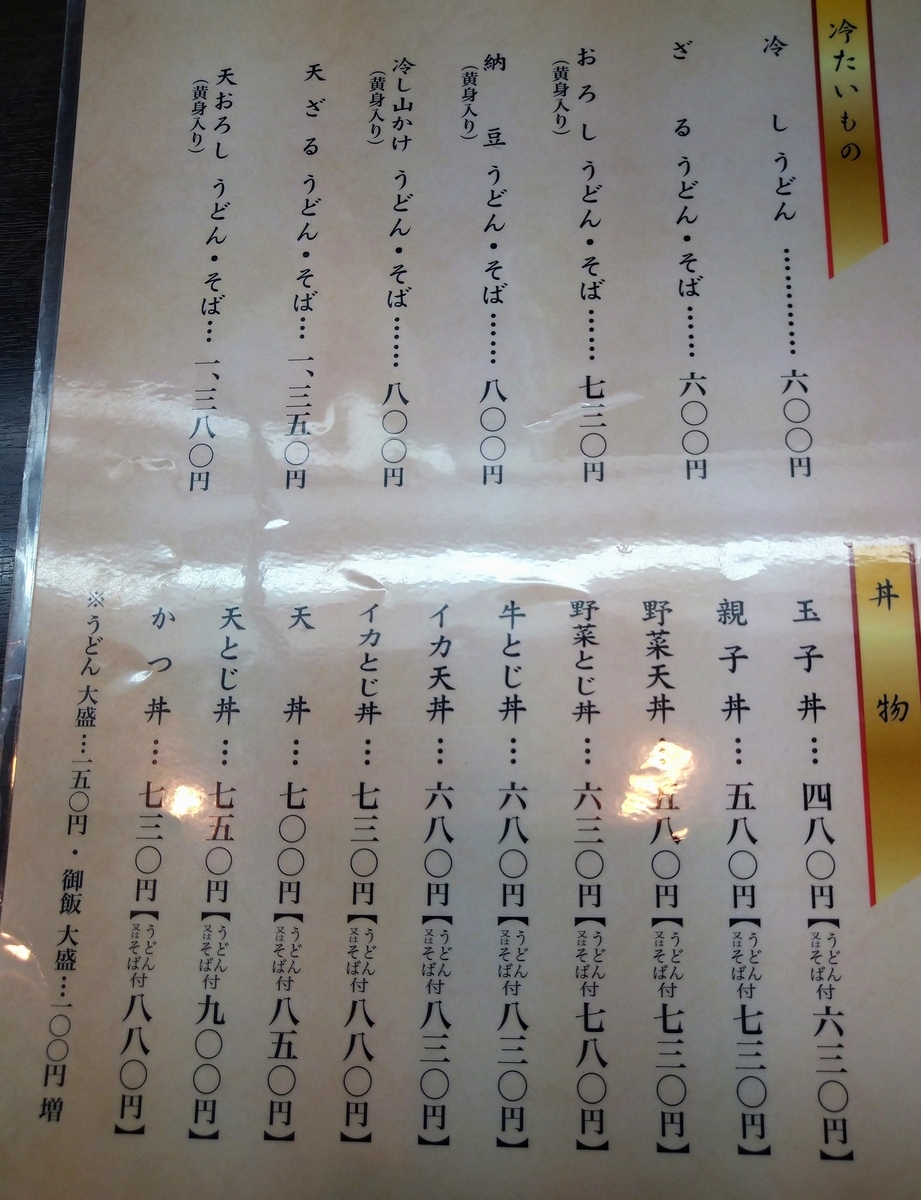 冷たいもの
冷しうどん…………六〇〇円
ざるうどん・そば……六〇〇円
おろし(黄身入り)うどん・そば……七三〇円
納豆(黄身入り)うどん・そば……八〇〇円
冷し山かけ(黄身入り)うどん・そば……八〇〇円
天ざるうどん・そば…一、三五〇円
天おろし(黄身入り)うどん・そば…一、三八〇円
丼物
玉子丼…四八〇円【うどん又はそば付六三〇円】
親子丼…五八〇円【うどん又はそば付七三〇円】
野菜天丼…五八〇円【うどん又はそば付七三〇円】
野菜とじ丼…六三〇円【うどん又はそば付七八〇円】
牛とじ丼…六八〇円【うどん又はそば付八三〇円】
イカ天丼…六八〇円【うどん又はそば付八三〇円】
イカとじ丼…七三〇円【うどん又はそば付八八〇円】
天丼…七〇〇円【うどん又はそば付八五〇円】
天とじ丼…七五〇円【うどん又はそば付九〇〇円】
かつ丼…七三〇円【うどん又はそば付八八〇円】
※うどん 大盛…一五〇円・御飯 大盛…一〇〇円 増